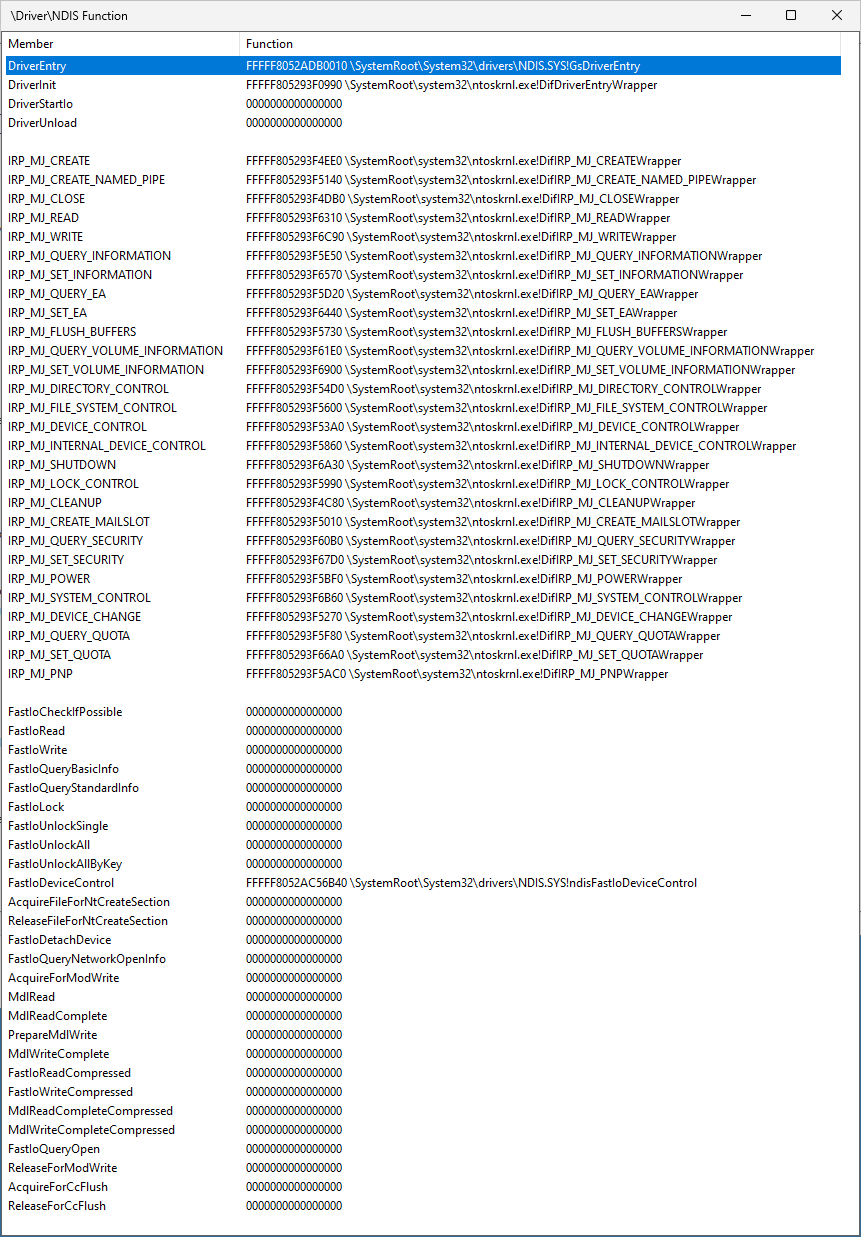 \Driver\NDIS Function
Member Function
DriverEntry FFFFF8052ADB0010 \SystemRoot\System32\drivers\NDIS.SYS!GsDriverEntry
DriverInit FFFFF805293F0990 \SystemRoot\system32\ntoskrnl.exe!DifDriverEntryWrapper
DriverStartIo 0000000000000000
DriverUnload 0000000000000000
IRP_MJ_CREATE FFFFF805293F4EE0 \SystemRoot\system32\ntoskrnl.exe!DifIRP_MJ_CREATEWrapper
IRP_MJ_CREATE_NAMED_PIPE FFFFF805293F5140 \SystemRoot\system32\ntoskrnl.exe!DifIRP_MJ_CREATE_NAMED_PIPEWrapper
IRP_MJ_CLOSE FFFFF805293F4DB0 \SystemRoot\system32\ntoskrnl.exe!DifIRP_MJ_CLOSEWrapper
IRP_MJ_READ FFFFF805293F6310 \SystemRoot\system32\ntoskrnl.exe!DifIRP_MJ_READWrapper
IRP_MJ_WRITE FFFFF805293F6C90 \SystemRoot\system32\ntoskrnl.exe!DifIRP_MJ_WRITEWrapper
IRP_MJ_QUERY_INFORMATION FFFFF805293F5E50 \SystemRoot\system32\ntoskrnl.exe!DifIRP_MJ_QUERY_INFORMATIONWrapper
IRP_MJ_SET_INFORMATION FFFFF805293F6570 \SystemRoot\system32\ntoskrnl.exe!DifIRP_MJ_SET_INFORMATIONWrapper
IRP_MJ_QUERY_EA FFFFF805293F5D20 \SystemRoot\system32\ntoskrnl.exe!DifIRP_MJ_QUERY_EAWrapper
IRP_MJ_SET_EA FFFFF805293F6440 \SystemRoot\system32\ntoskrnl.exe!DifIRP_MJ_SET_EAWrapper
IRP_MJ_FLUSH_BUFFERS FFFFF805293F5730 \SystemRoot\system32\ntoskrnl.exe!DifIRP_MJ_FLUSH_BUFFERSWrapper
IRP_MJ_QUERY_VOLUME_INFORMATION FFFFF805293F61E0 \SystemRoot\system32\ntoskrnl.exe!DifIRP_MJ_QUERY_VOLUME_INFORMATIONWrapper
IRP_MJ_SET_VOLUME_INFORMATION FFFFF805293F6900 \SystemRoot\system32\ntoskrnl.exe!DifIRP_MJ_SET_VOLUME_INFORMATIONWrapper
IRP_MJ_DIRECTORY_CONTROL FFFFF805293F54D0 \SystemRoot\system32\ntoskrnl.exe!DifIRP_MJ_DIRECTORY_CONTROLWrapper
IRP_MJ_FILE_SYSTEM_CONTROL FFFFF805293F5600 \SystemRoot\system32\ntoskrnl.exe!DifIRP_MJ_FILE_SYSTEM_CONTROLWrapper
IRP_MJ_DEVICE_CONTROL FFFFF805293F53A0 \SystemRoot\system32\ntoskrnl.exe!DifIRP_MJ_DEVICE_CONTROLWrapper
IRP_MJ_INTERNAL_DEVICE_CONTROL FFFFF805293F5860 \SystemRoot\system32\ntoskrnl.exe!DifIRP_MJ_INTERNAL_DEVICE_CONTROLWrapper
IRP_MJ_SHUTDOWN FFFFF805293F6A30 \SystemRoot\system32\ntoskrnl.exe!DifIRP_MJ_SHUTDOWNWrapper
IRP_MJ_LOCK_CONTROL FFFFF805293F5990 \SystemRoot\system32\ntoskrnl.exe!DifIRP_MJ_LOCK_CONTROLWrapper
IRP_MJ_CLEANUP FFFFF805293F4C80 \SystemRoot\system32\ntoskrnl.exe!DifIRP_MJ_CLEANUPWrapper
IRP_MJ_CREATE_MAILSLOT FFFFF805293F5010 \SystemRoot\system32\ntoskrnl.exe!DifIRP_MJ_CREATE_MAILSLOTWrapper
IRP_MJ_QUERY_SECURITY FFFFF805293F60B0 \SystemRoot\system32\ntoskrnl.exe!DifIRP_MJ_QUERY_SECURITYWrapper
IRP_MJ_SET_SECURITY FFFFF805293F67D0 \SystemRoot\system32\ntoskrnl.exe!DifIRP_MJ_SET_SECURITYWrapper
IRP_MJ_POWER FFFFF805293F5BF0 \SystemRoot\system32\ntoskrnl.exe!DifIRP_MJ_POWERWrapper
IRP_MJ_SYSTEM_CONTROL FFFFF805293F6B60 \SystemRoot\system32\ntoskrnl.exe!DifIRP_MJ_SYSTEM_CONTROLWrapper
IRP_MJ_DEVICE_CHANGE FFFFF805293F5270 \SystemRoot\system32\ntoskrnl.exe!DifIRP_MJ_DEVICE_CHANGEWrapper
IRP_MJ_QUERY_QUOTA FFFFF805293F5F80 \SystemRoot\system32\ntoskrnl.exe!DifIRP_MJ_QUERY_QUOTAWrapper
IRP_MJ_SET_QUOTA FFFFF805293F66A0 \SystemRoot\system32\ntoskrnl.exe!DifIRP_MJ_SET_QUOTAWrapper
IRP_MJ_PNP FFFFF805293F5AC0 \SystemRoot\system32\ntoskrnl.exe!DifIRP_MJ_PNPWrapper
FastIoCheckIfPossible 0000000000000000
FastIoRead 0000000000000000
FastIoWrite 0000000000000000
FastIoQueryBasicInfo 0000000000000000
FastIoQueryStandardInfo 0000000000000000
FastIoLock 0000000000000000
FastIoUnlockSingle 0000000000000000
FastIoUnlockAll 0000000000000000
FastIoUnlockAllByKey 0000000000000000
FastIoDeviceControl FFFFF8052AC56B40 \SystemRoot\System32\drivers\NDIS.SYS!ndisFastIoDeviceControl
AcquireFileForNtCreateSection 0000000000000000
ReleaseFileForNtCreateSection 0000000000000000
FastIoDetachDevice 0000000000000000
FastIoQueryNetworkOpenInfo 0000000000000000
AcquireForModWrite 0000000000000000
MdlRead 0000000000000000
MdlReadComplete 0000000000000000
PrepareMdlWrite 0000000000000000
MdlWriteComplete 0000000000000000
FastIoReadCompressed 0000000000000000
FastIoWriteCompressed 0000000000000000
MdlReadCompleteCompressed 0000000000000000
MdlWriteCompleteCompressed 0000000000000000
FastIoQueryOpen 0000000000000000
ReleaseForModWrite 0000000000000000
AcquireForCcFlush 0000000000000000
ReleaseForCcFlush 0000000000000000